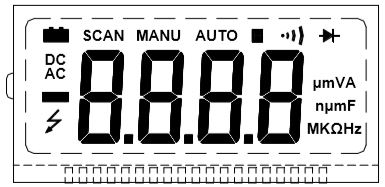 SCAN MANU AUTO
DC
AC
8.8.8.8
μmVA
nμmF
MKΩHz